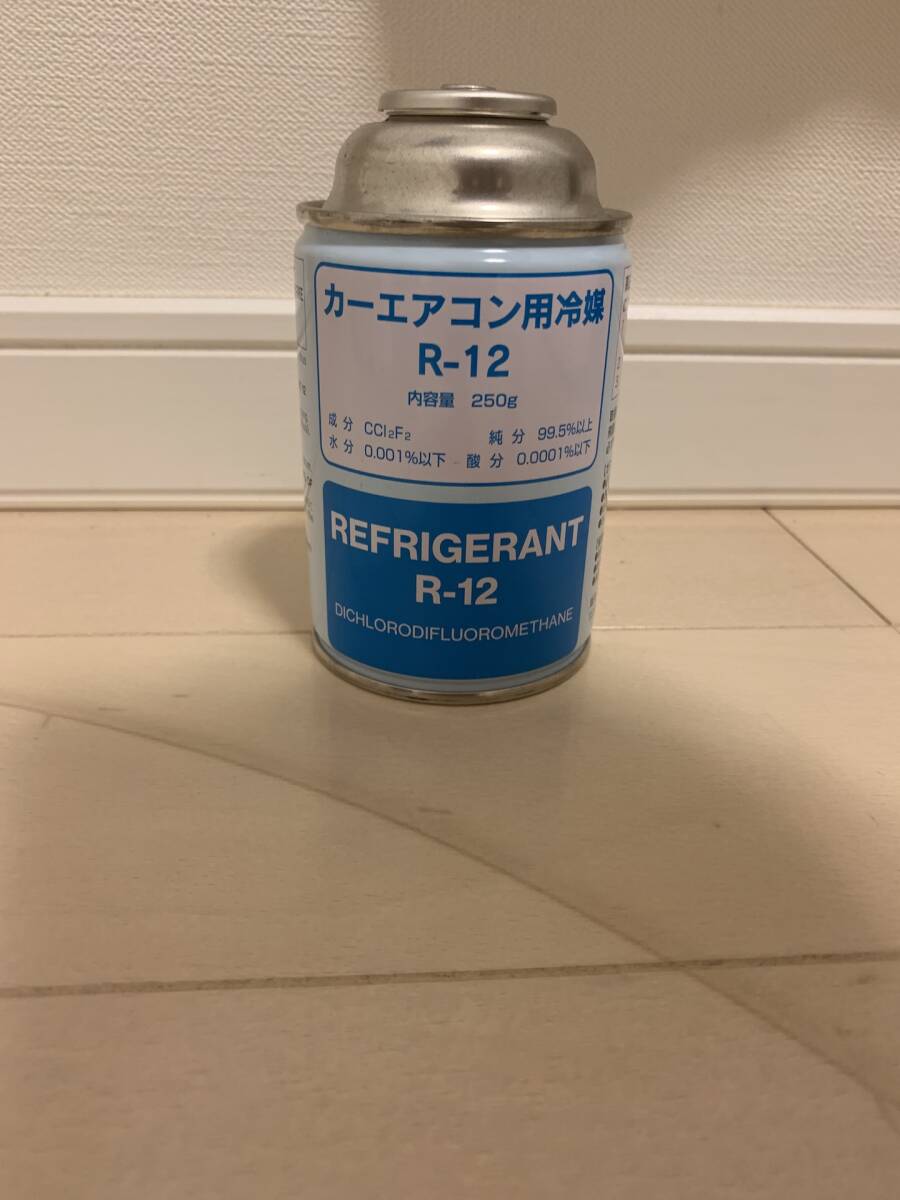 カーエアコン用冷媒
R-12
内容量 250g
成分 CCl₂F₂ 純分 99.5%以上
水分 0.001%以下 酸分 0.0001%以下
REFRIGERANT
R-12
DICHLORODIFLUOROMETHANE